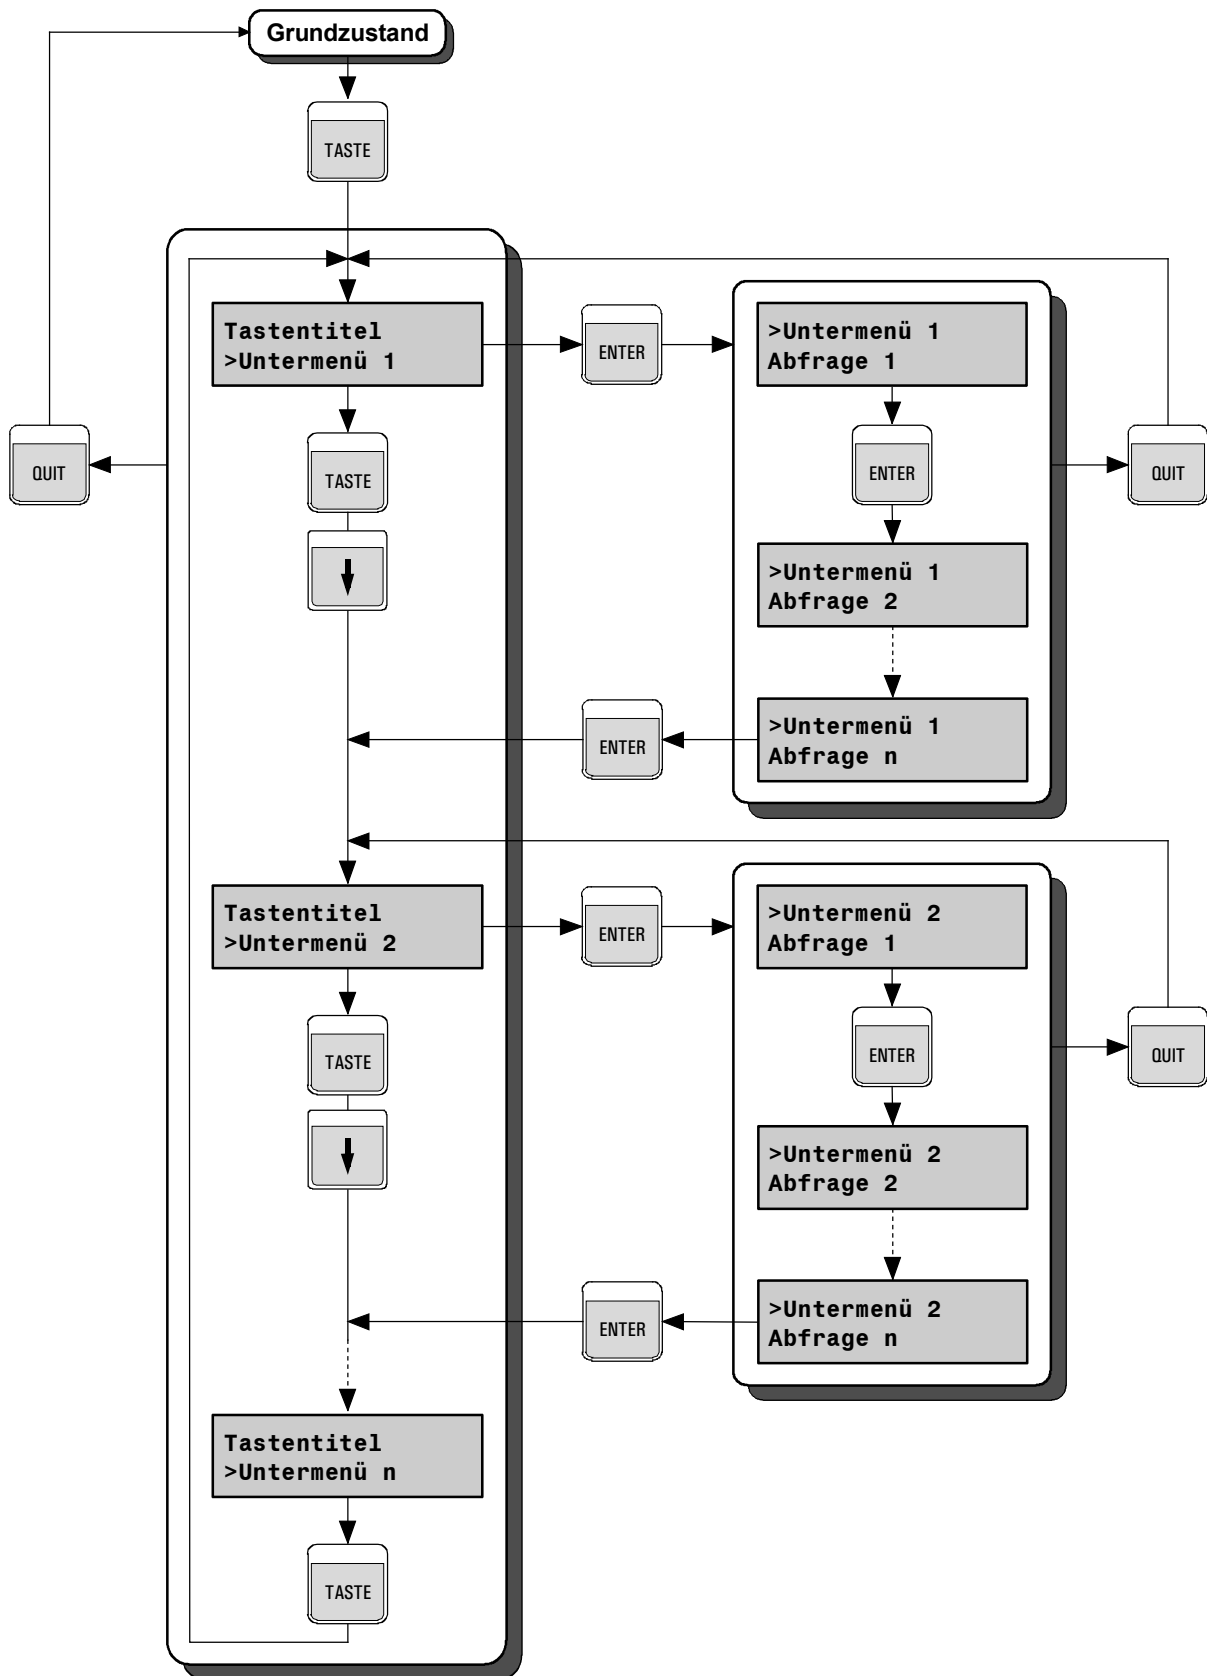 Grundzustand
TASTE
Tastentitel
>Untermenü 1
ENTER
>Untermenü 1
Abfrage 1
QUIT
TASTE
ENTER
QUIT
>Untermenü 1
Abfrage 2
ENTER
>Untermenü 1
Abfrage n
Tastentitel
>Untermenü 2
ENTER
>Untermenü 2
Abfrage 1
TASTE
ENTER
QUIT
>Untermenü 2
Abfrage 2
ENTER
>Untermenü 2
Abfrage n
Tastentitel
>Untermenü n
TASTE